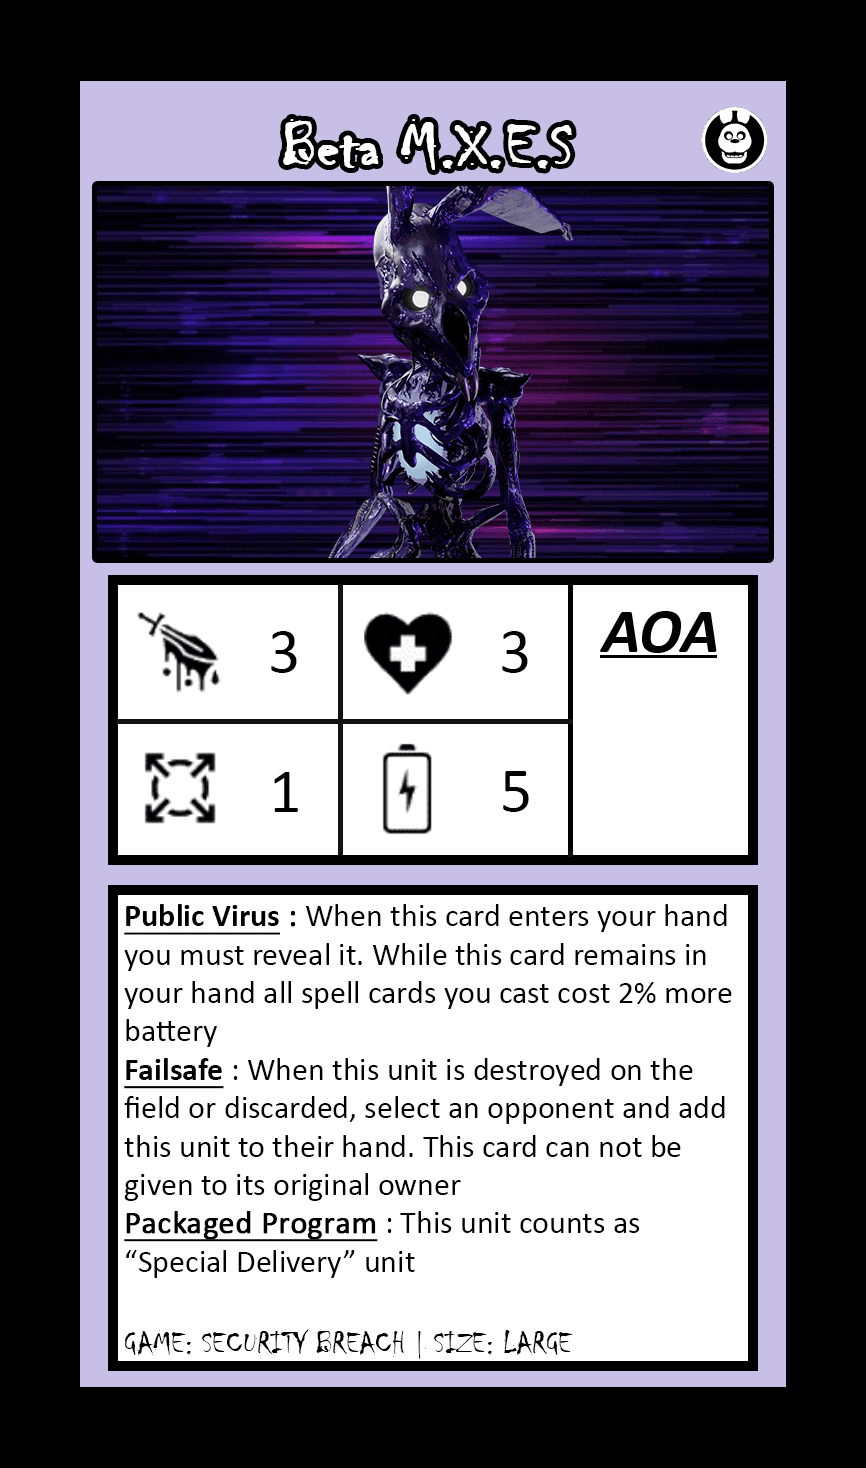 Beta M.X.E.S
3
3
AOA
1
5
Public Virus : When this card enters your hand
you must reveal it. While this card remains in
your hand all spell cards you cast cost 2% more
battery
Failsafe : When this unit is destroyed on the
field or discarded, select an opponent and add
this unit to their hand. This card can not be
given to its original owner
Packaged Program : This unit counts as
“Special Delivery” unit
GAME: SECURITY BREACH | SIZE: LARGE